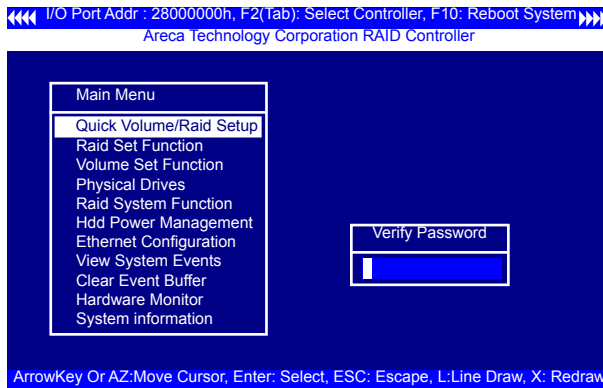 I/O Port Addr : 28000000h, F2(Tab): Select Controller, F10: Reboot System
Areca Technology Corporation RAID Controller
Main Menu
Quick Volume/Raid Setup
Raid Set Function
Volume Set Function
Physical Drives
Raid System Function
Hdd Power Management
Ethernet Configuration
View System Events
Clear Event Buffer
Hardware Monitor
System information
Verify Password
ArrowKey Or AZ:Move Cursor, Enter: Select, ESC: Escape, L:Line Draw, X: Redraw